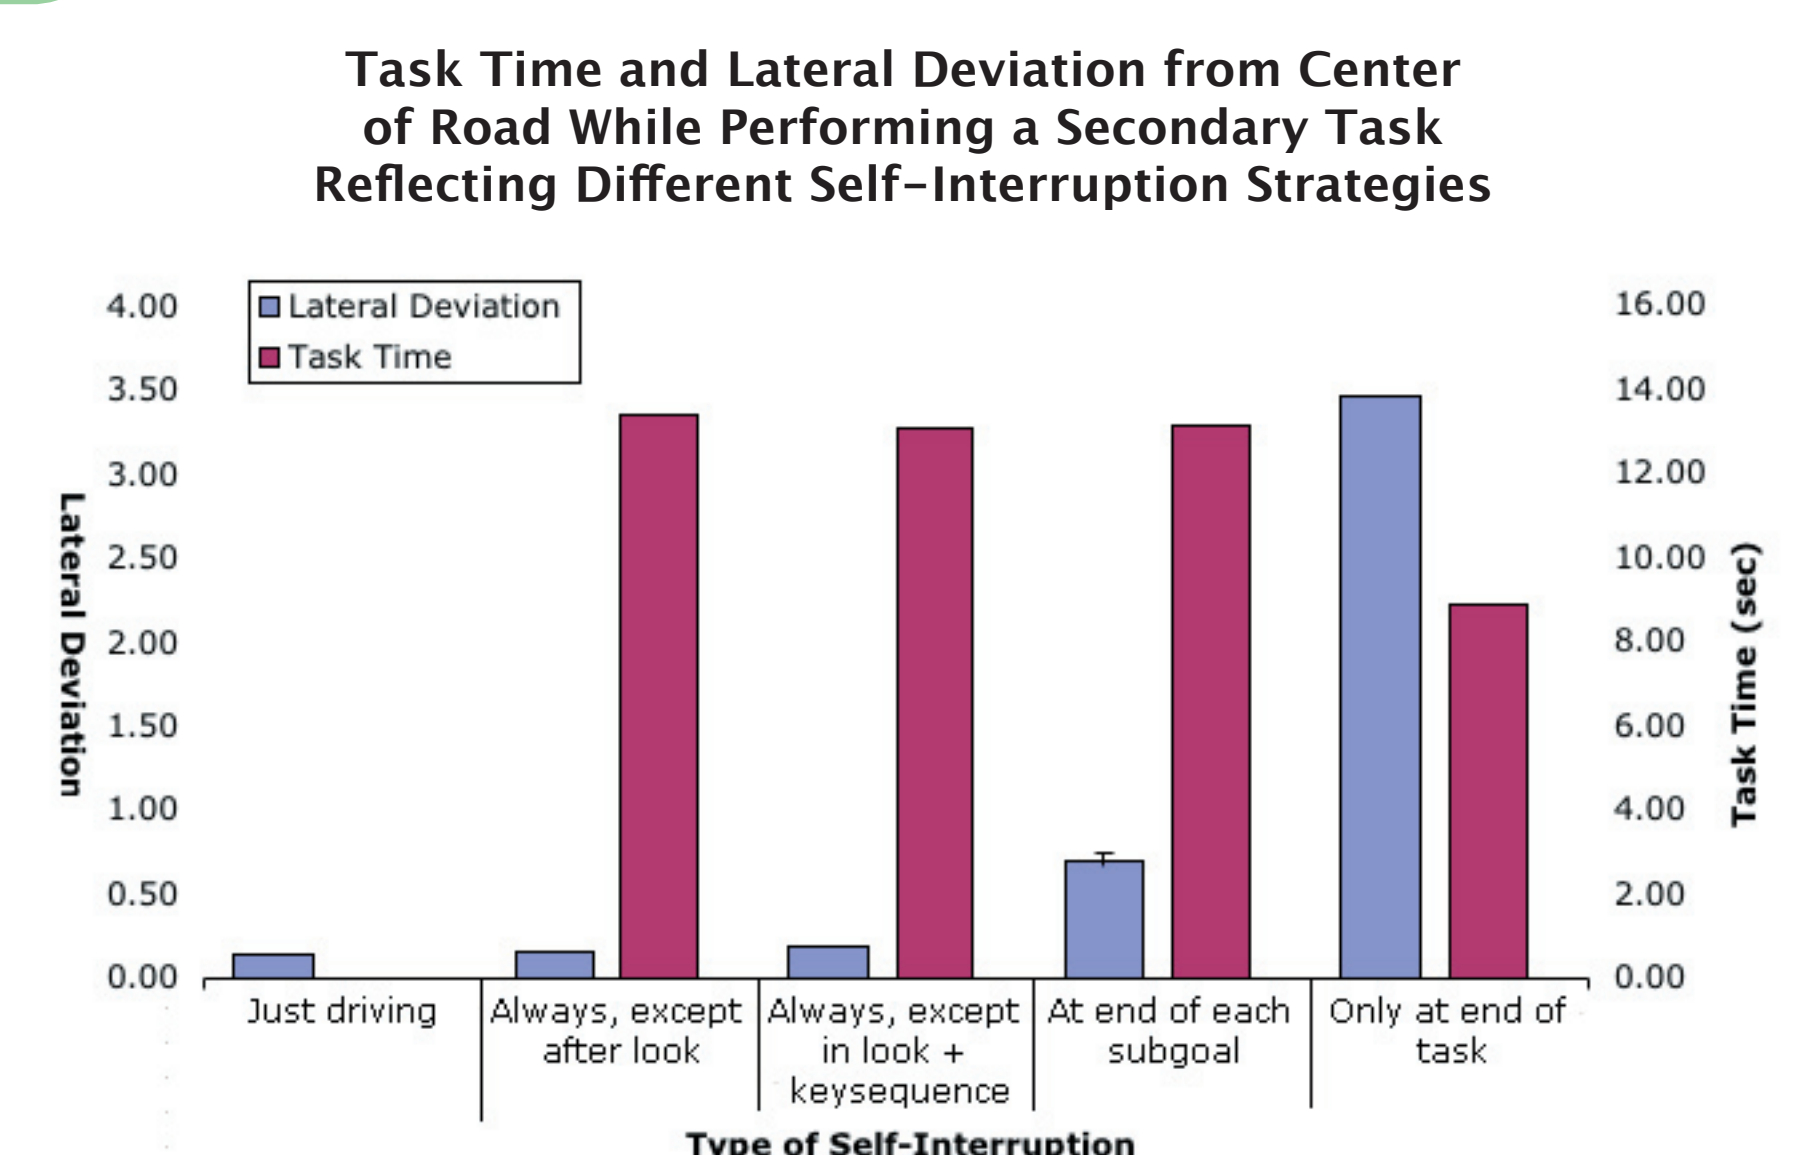 Task Time and Lateral Deviation from Center
of Road While Performing a Secondary Task
Reflecting Different Self-Interruption Strategies
Lateral Deviation
Task Time
4.00
3.50
3.00
2.50
2.00
1.50
1.00
0.50
0.00
Lateral Deviation
16.00
14.00
12.00
10.00
8.00
6.00
4.00
2.00
0.00
Task Time (sec)
Just driving
Always, except
after look
Always, except
in look +
keysequence
At end of each
subgoal
Only at end of
task
Type of Self-Interruption